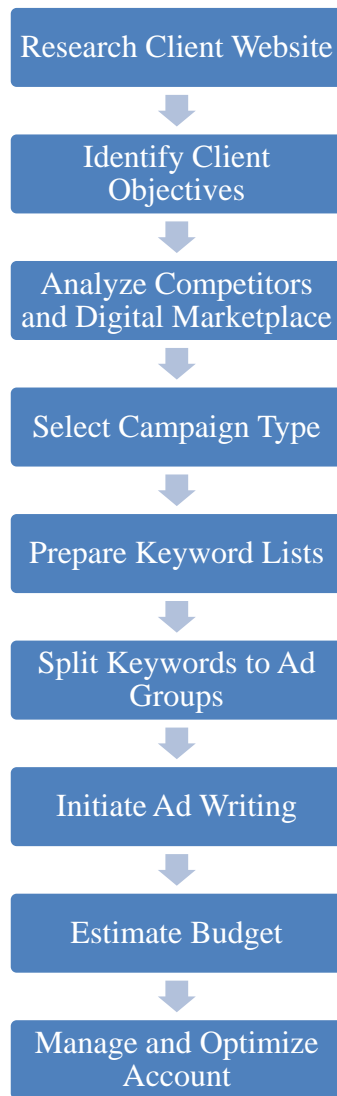 Research Client Website
Identify Client
Objectives
Analyze Competitors
and Digital Marketplace
Select Campaign Type
Prepare Keyword Lists
Split Keywords to Ad
Groups
Initiate Ad Writing
Estimate Budget
Manage and Optimize
Account